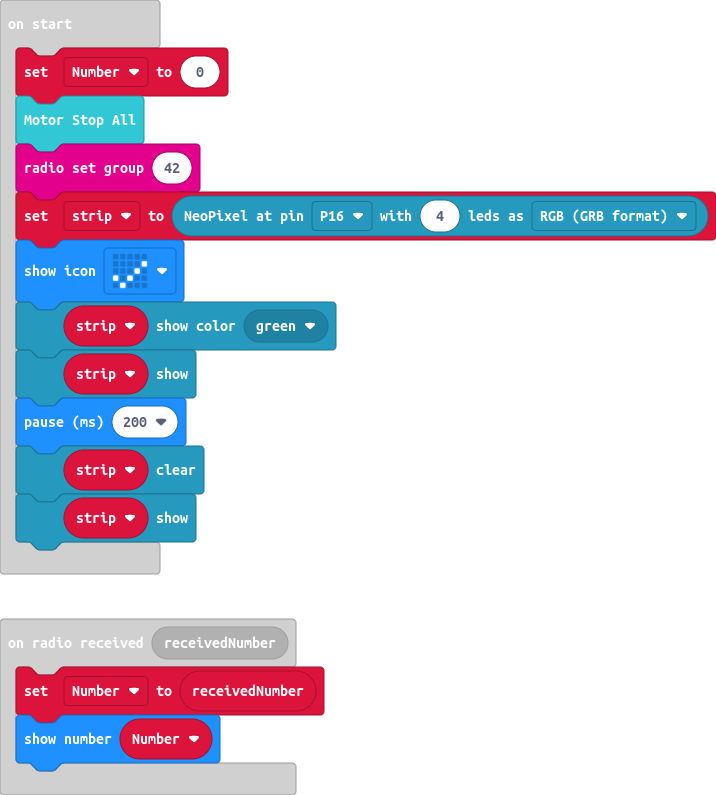 on start
set Number to 0
Motor Stop All
radio set group 42
set strip to NeoPixel at pin P16 with 4 leds as RGB (GRB format)
show icon
strip show color green
strip show
pause (ms) 200
strip clear
strip show
on radio received receivedNumber
set Number to receivedNumber
show number Number